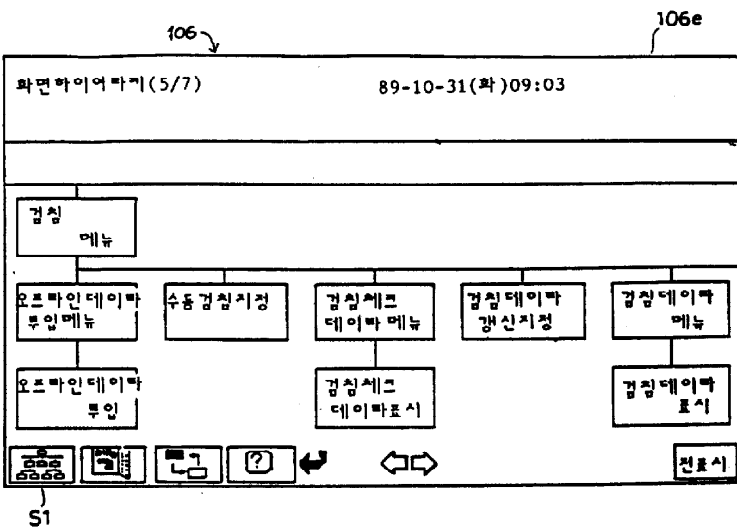 106
106e
화면하이어라키(5/7)
89-10-31(화)09:03
검침
메뉴
오프라인데이타
투입메뉴
수동검침지정
검침체크
데이타 메뉴
검침데이타
갱신지정
검침데이타
메뉴
오프라인데이타
투입
검침체크
데이타표시
검침데이타
표시
?
전표시
S1